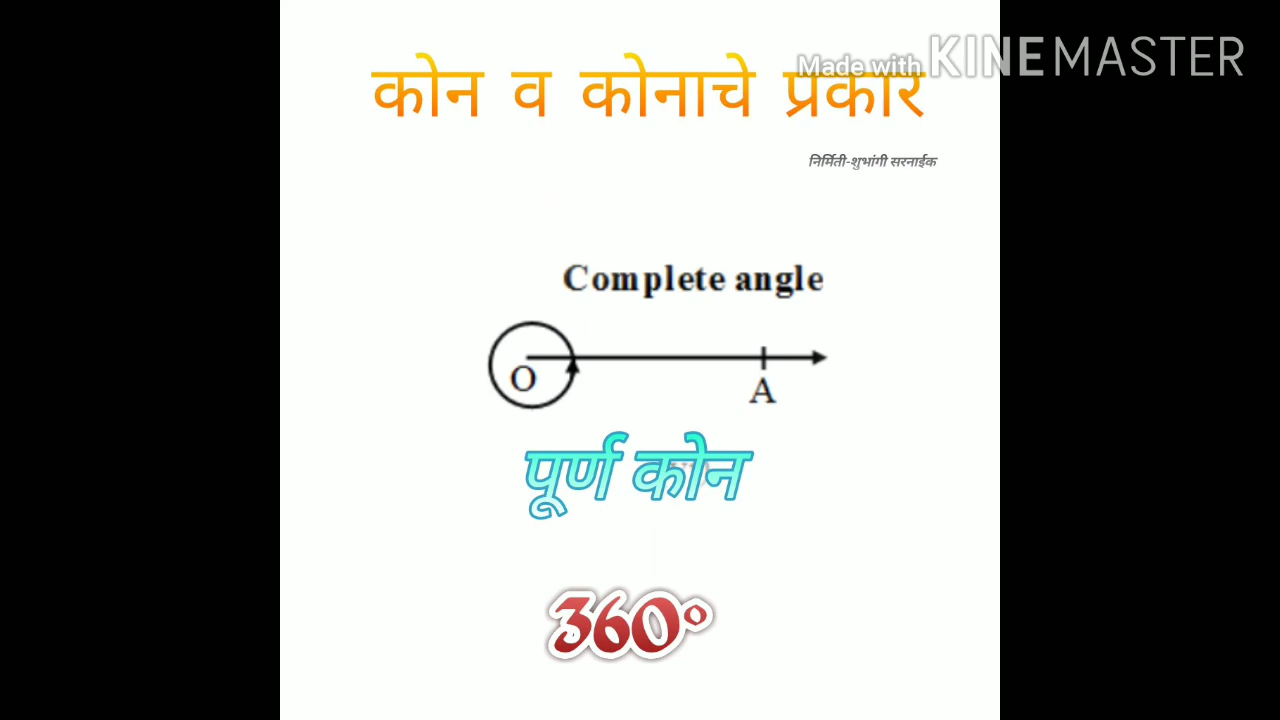 Made with KINEMASTER
कोन व कोनाचे प्रकार
निर्मिती-शुभांगी सरनाईक
Complete angle
O
A
पूर्ण कोन
360°